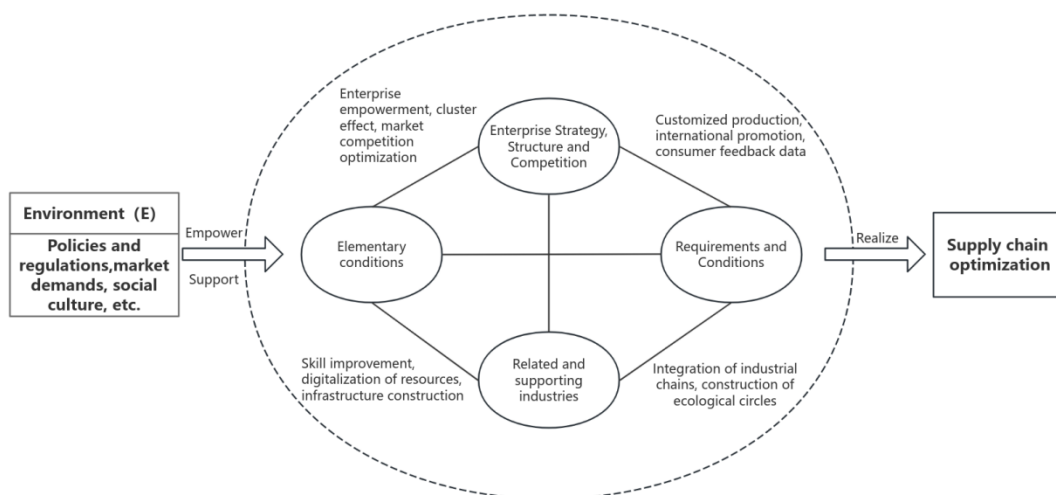 Environment（E）
Policies and
regulations,market
demands, social
culture, etc.
Empower
Support
Enterprise
empowerment, cluster
effect, market
competition
optimization
Enterprise Strategy,
Structure and
Competition
Customized production,
international promotion,
consumer feedback data
Elementary
conditions
Requirements and
Conditions
Skill improvement,
digitalization of resources,
infrastructure construction
Related and
supporting
industries
Integration of industrial
chains, construction of
ecological circles
Realize
Supply chain
optimization